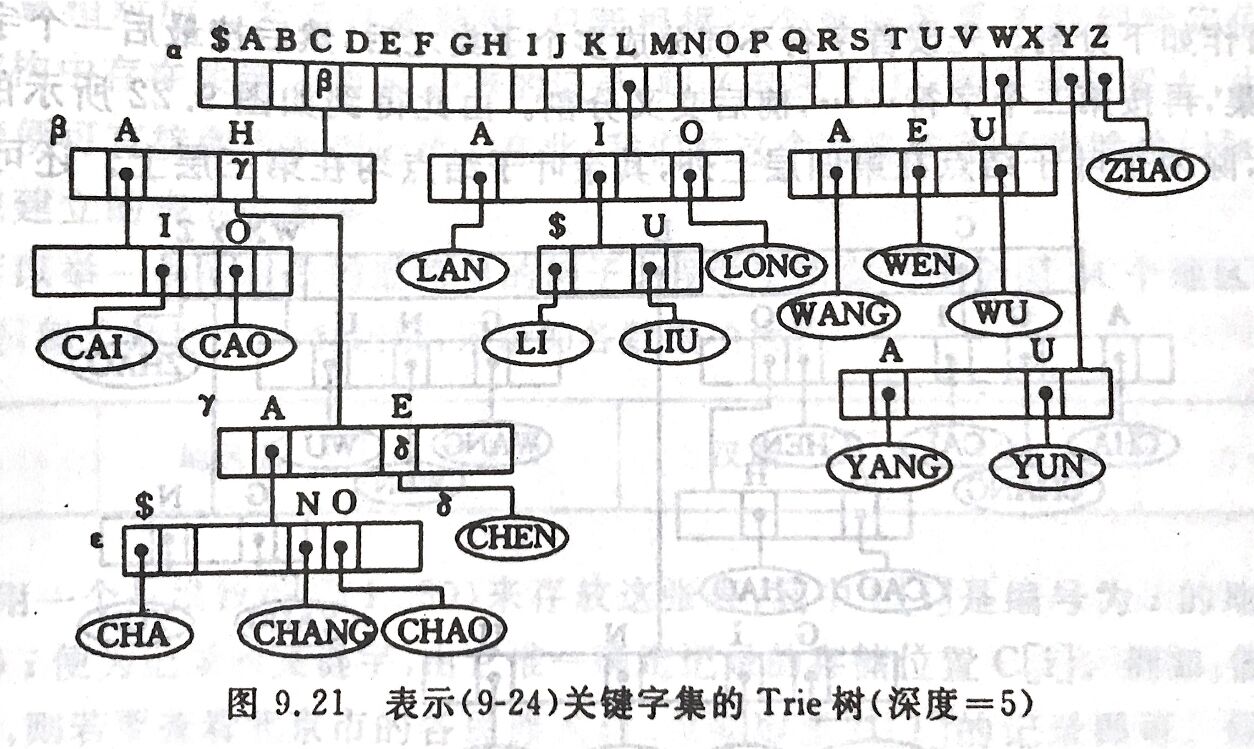 $ A B C D E F G H I J K L M N O P Q R S T U V W X Y Z
α
β
β A H
A I O
A E U
γ
ZHAO
I O
$ U
LAN
LONG
WEN
WANG
WU
CAI
CAO
LI
LIU
A U
γ A E
δ
YANG
YUN
$ N O
δ
ε
CHEN
CHA
CHANG
CHAO
图 9.21 表示(9-24)关键字集的 Trie 树(深度=5)